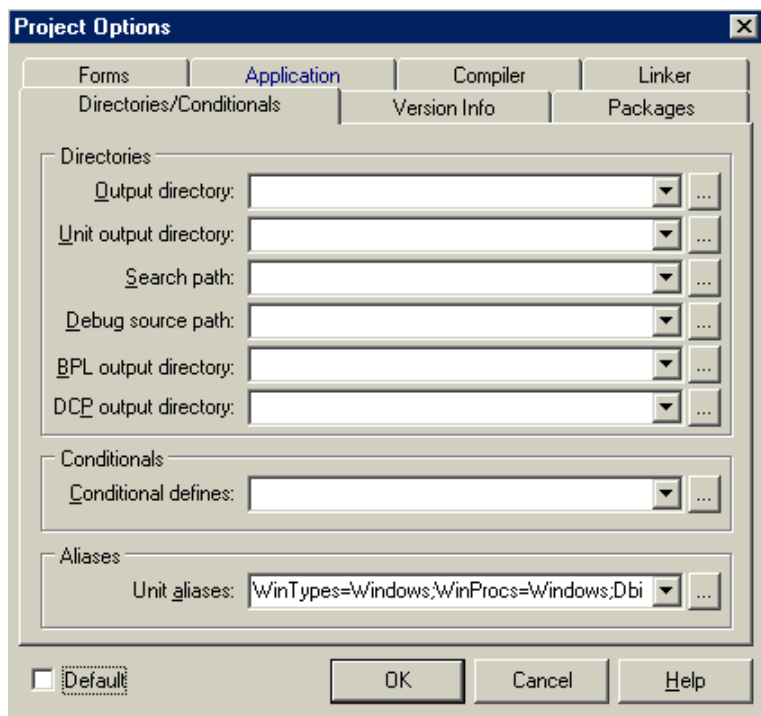 Project Options
Forms Application Compiler Linker
Directories/Conditionals Version Info Packages
Directories
Output directory: ...
Unit output directory: ...
Search path: ...
Debug source path: ...
BPL output directory: ...
DCP output directory: ...
Conditionals
Conditional defines: ...
Aliases
Unit aliases: WinTypes=Windows;WinProcs=Windows;Dbi ...
Default OK Cancel Help